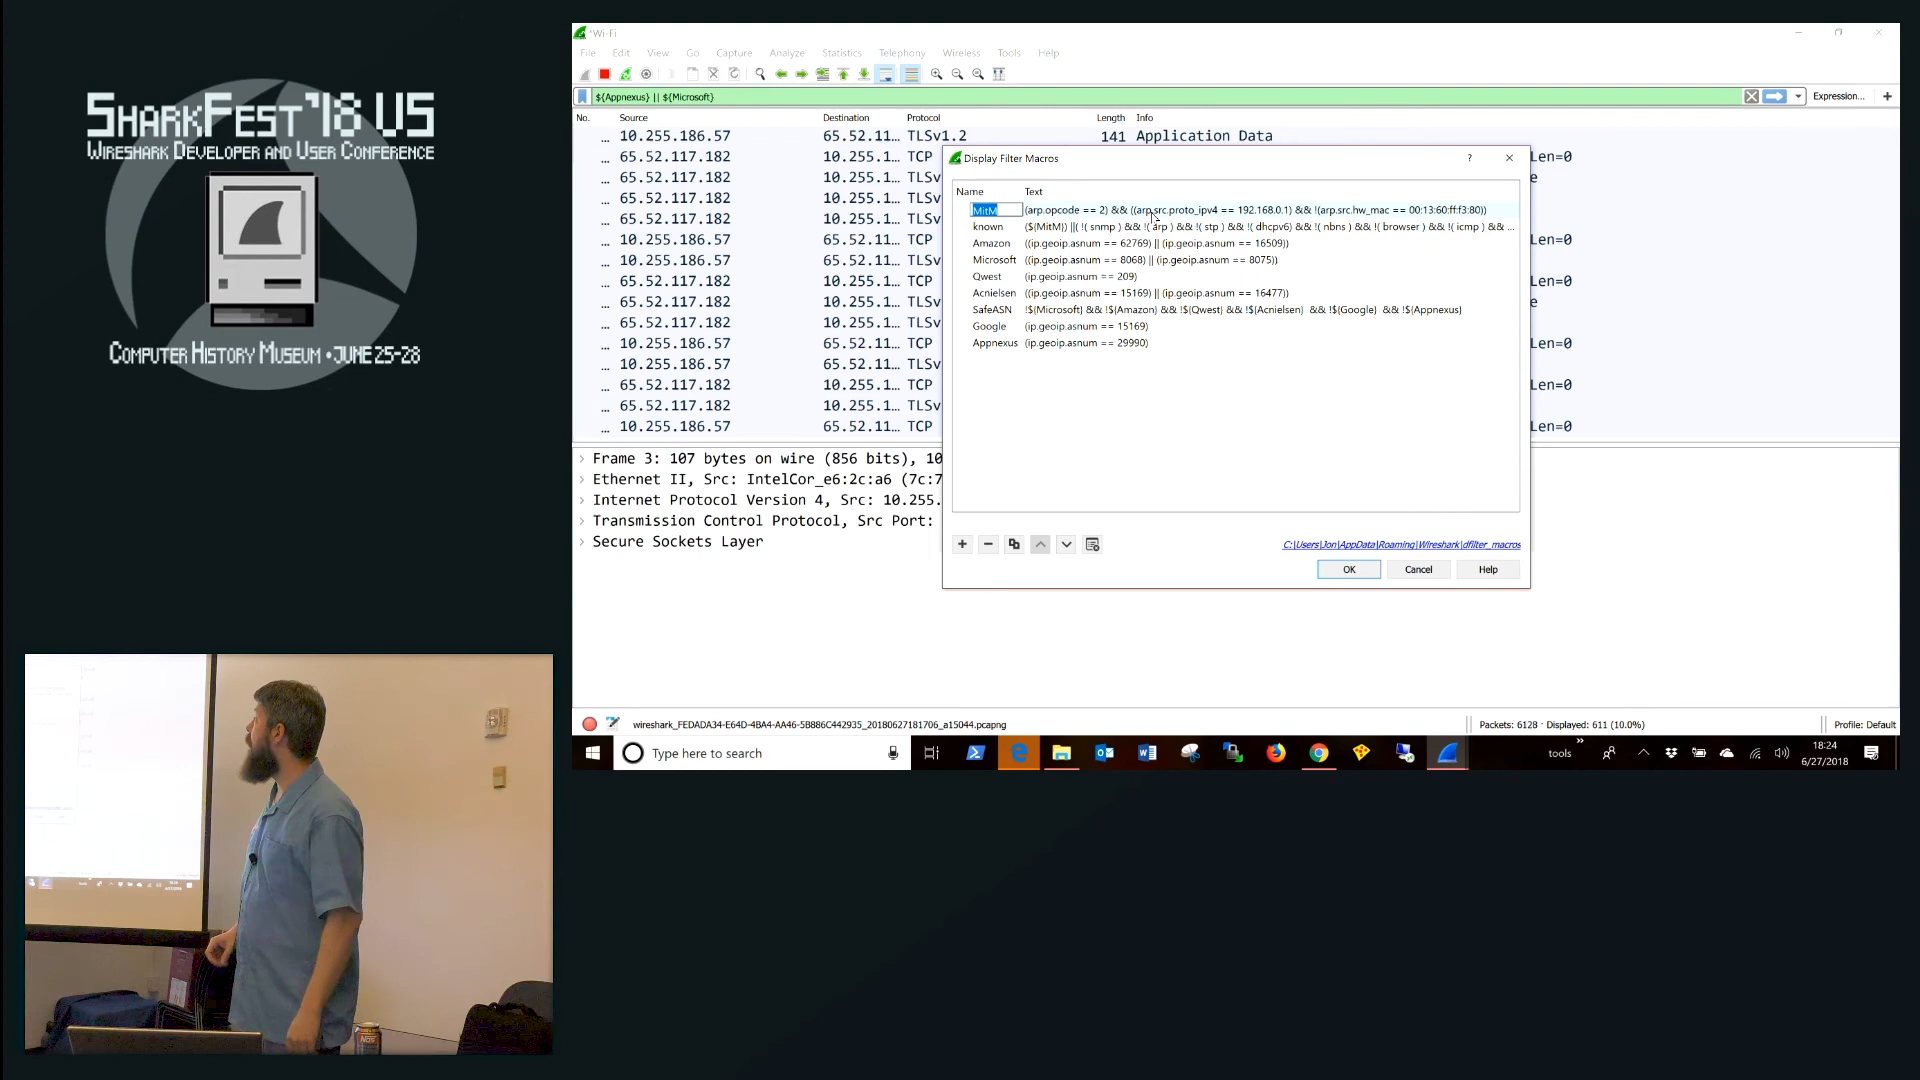 SHARKFEST '18 US
WIRESHARK DEVELOPER AND USER CONFERENCE
COMPUTER HISTORY MUSEUM • JUNE 25-28
*Wi-Fi
File Edit View Go Capture Analyze Statistics Telephony Wireless Tools Help
${Appnexus} || ${Microsoft}
Expression... +
No. Source Destination Protocol Length Info
... 10.255.186.57 65.52.11... TLSv1.2 141 Application Data
... 65.52.117.182 10.255.1... TCP Len=0
... 65.52.117.182 10.255.1... TLSv e
... 65.52.117.182 10.255.1... TLSv
... 65.52.117.182 10.255.1... TLSv
... 10.255.186.57 65.52.11... TCP Len=0
... 10.255.186.57 65.52.11... TLSv
... 65.52.117.182 10.255.1... TCP Len=0
... 65.52.117.182 10.255.1... TLSv e
... 10.255.186.57 65.52.11... TLSv
... 65.52.117.182 10.255.1... TCP Len=0
... 10.255.186.57 65.52.11... TLSv
... 65.52.117.182 10.255.1... TCP Len=0
... 65.52.117.182 10.255.1... TLSv
... 10.255.186.57 65.52.11... TCP Len=0
Display Filter Macros ?
Name Text
MitM (arp.opcode == 2) && ((arp.src.proto_ipv4 == 192.168.0.1) && !(arp.src.hw_mac == 00:13:60:ff:f3:80))
known (${MitM}) ||( !( snmp ) && !( arp ) && !( stp ) && !( dhcpv6) && !( nbns ) && !( browser ) && !( icmp ) && ...
Amazon ((ip.geoip.asnum == 62769) || (ip.geoip.asnum == 16509))
Microsoft ((ip.geoip.asnum == 8068) || (ip.geoip.asnum == 8075))
Qwest (ip.geoip.asnum == 209)
Acnielsen ((ip.geoip.asnum == 15169) || (ip.geoip.asnum == 16477))
SafeASN !${Microsoft} && !${Amazon} && !${Qwest} && !${Acnielsen} && !${Google} && !${Appnexus}
Google (ip.geoip.asnum == 15169)
Appnexus (ip.geoip.asnum == 29990)
C:\Users\Jon\AppData\Roaming\Wireshark\dfilter_macros
OK Cancel Help
Frame 3: 107 bytes on wire (856 bits), 10
Ethernet II, Src: IntelCor_e6:2c:a6 (7c:7
Internet Protocol Version 4, Src: 10.255.
Transmission Control Protocol, Src Port:
Secure Sockets Layer
wireshark_FEDADA34-E64D-4BA4-AA46-5B886C442935_20180627181706_a15044.pcapng
Packets: 6128 · Displayed: 611 (10.0%)
Profile: Default
Type here to search
tools
18:24
6/27/2018
NOS